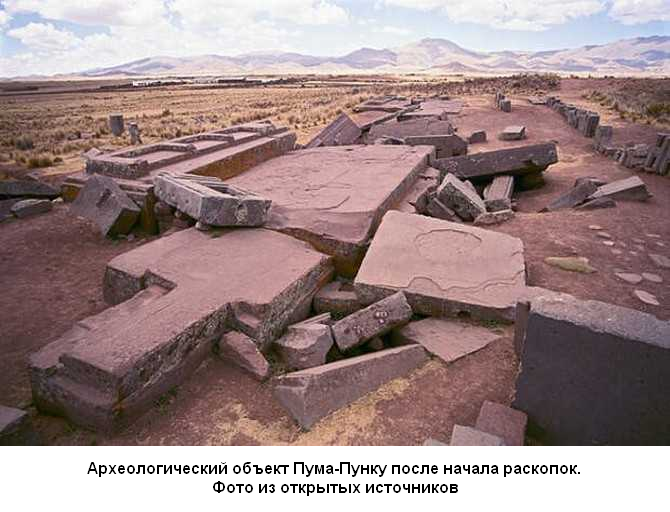 Археологический объект Пума-Пунку после начала раскопок.
Фото из открытых источников